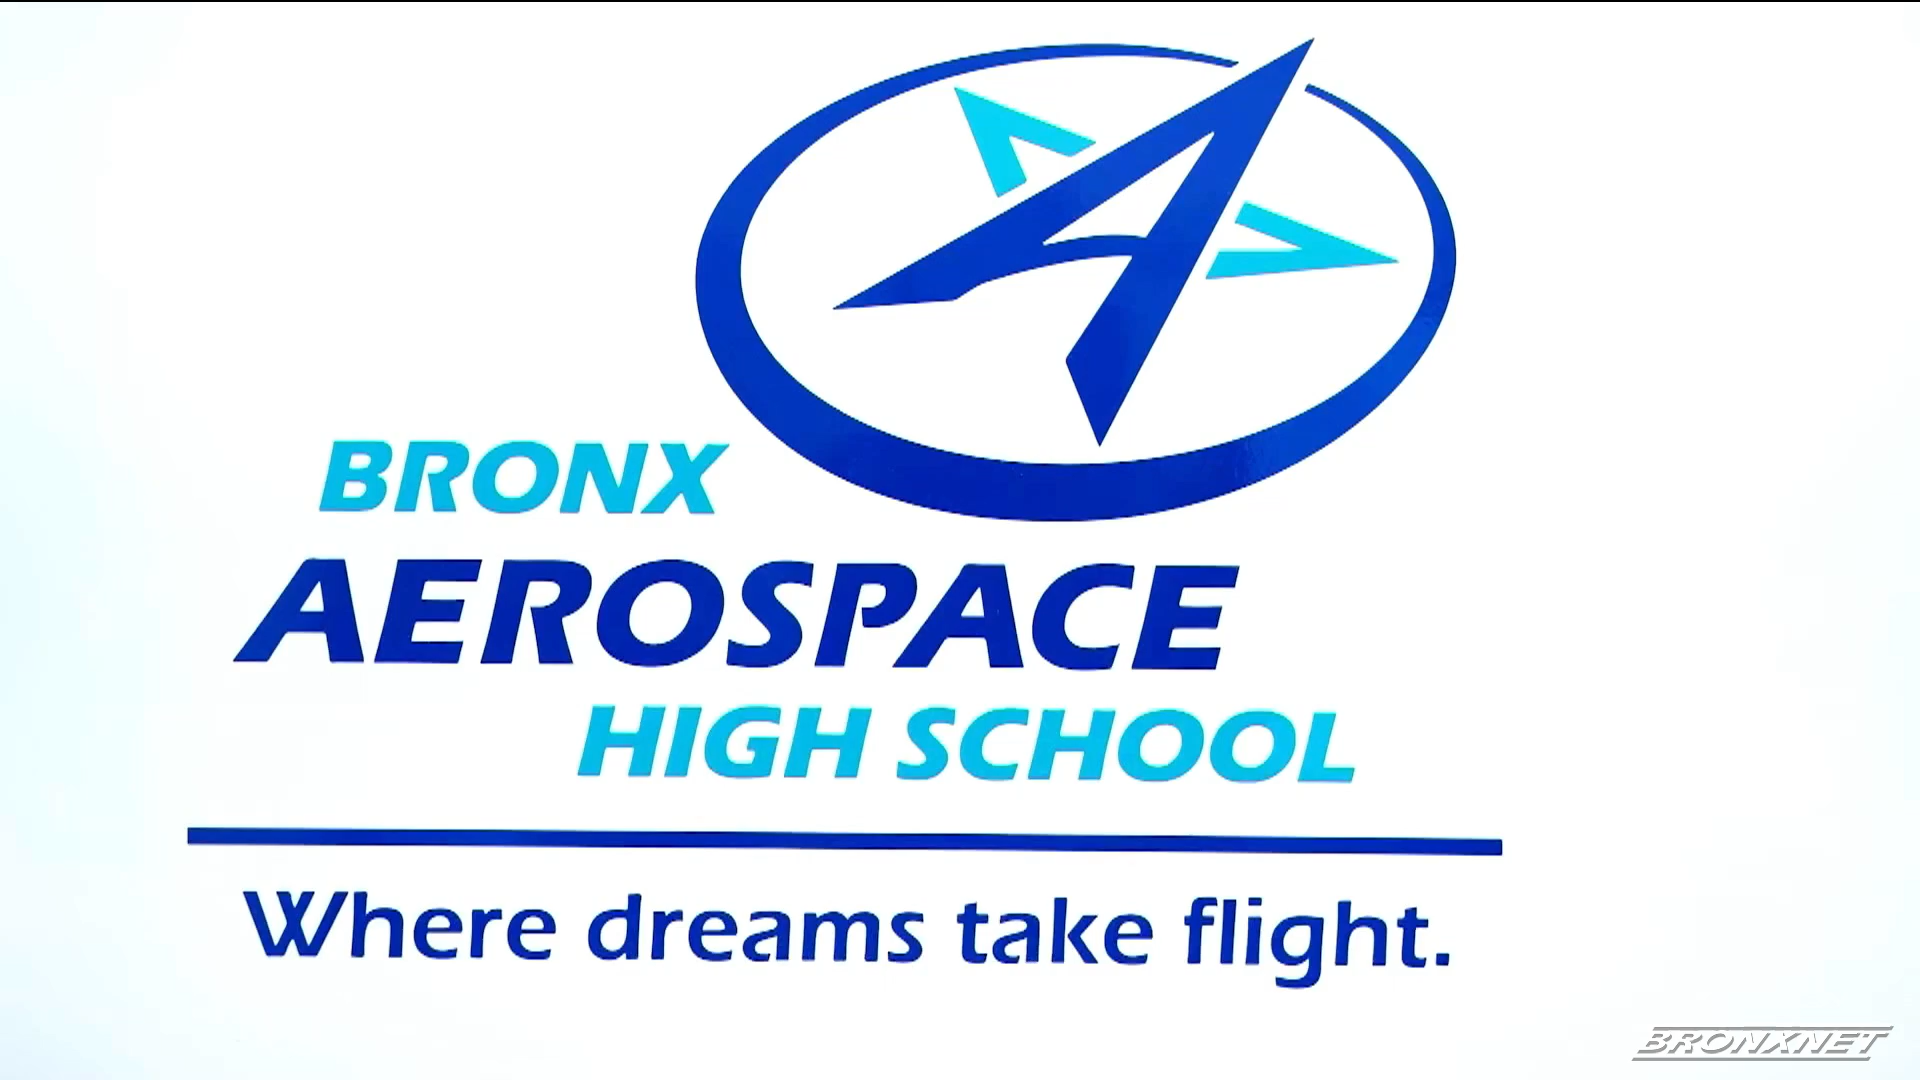 BRONX
AEROSPACE
HIGH SCHOOL
Where dreams take flight.
BRONXNET